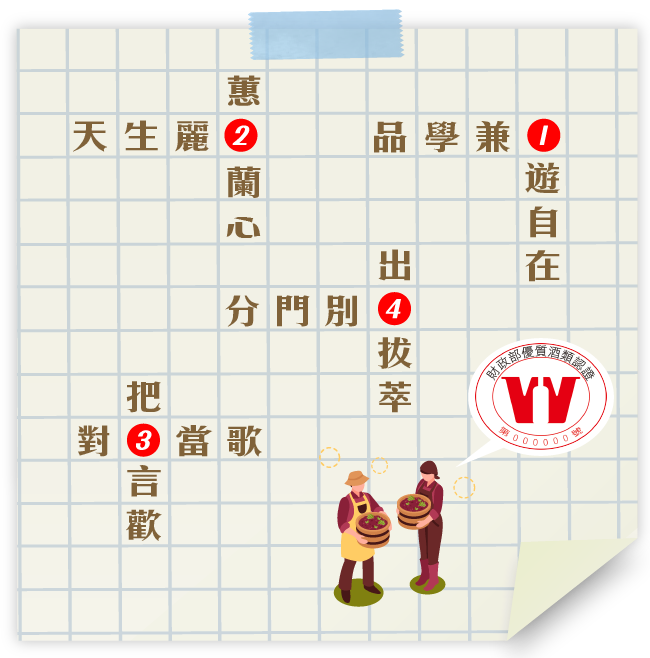 蕙
天生麗2
蘭
心
品學兼1
遊
自
在
出
分門別4
拔
萃
把
對3當歌
言
歡
財政部優質酒類認證
W
第000000號